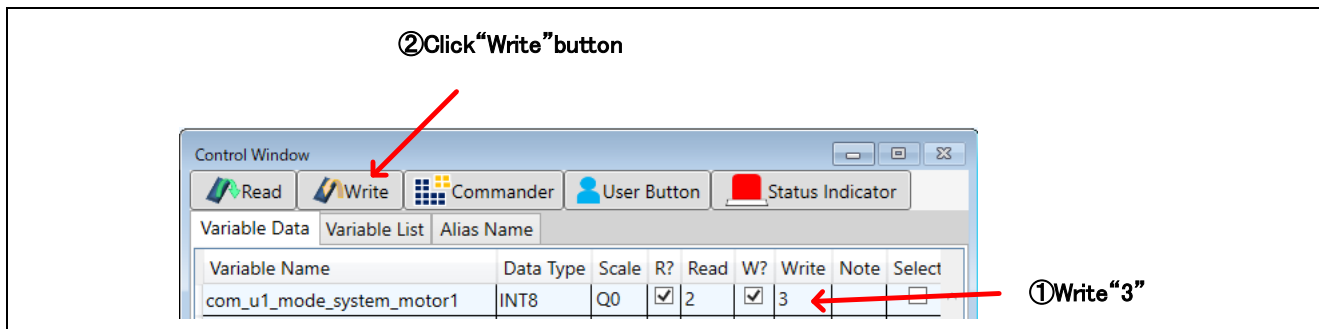 ②Click“Write”button
Control Window
Read Write Commander User Button Status Indicator
Variable Data Variable List Alias Name
Variable Name Data Type Scale R? Read W? Write Note Select
com_u1_mode_system_motor1 INT8 Q0 2 3
①Write“3”